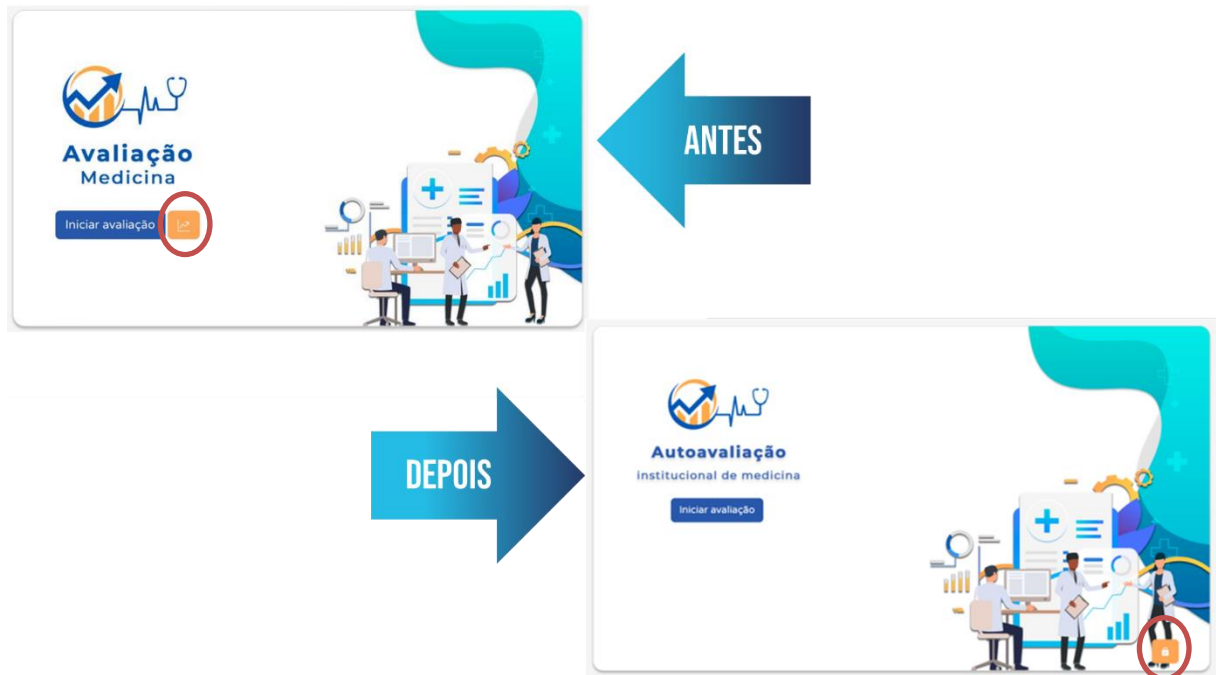 Avaliação
Medicina
Iniciar avaliação
ANTES
DEPOIS
Autoavaliação
institucional de medicina
Iniciar avaliação